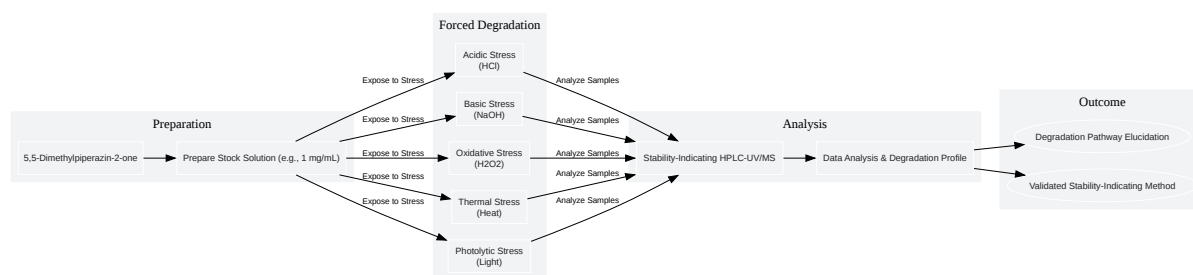 Preparation
5,5-Dimethylpiperazin-2-one
Prepare Stock Solution (e.g., 1 mg/mL)
Expose to Stress
Expose to Stress
Expose to Stress
Expose to Stress
Expose to Stress
Forced Degradation
Acidic Stress
(HCl)
Basic Stress
(NaOH)
Oxidative Stress
(H2O2)
Thermal Stress
(Heat)
Photolytic Stress
(Light)
Analyze Samples
Analyze Samples
Analyze Samples
Analyze Samples
Analyze Samples
Analysis
Stability-Indicating HPLC-UV/MS
Data Analysis & Degradation Profile
Outcome
Degradation Pathway Elucidation
Validated Stability-Indicating Method